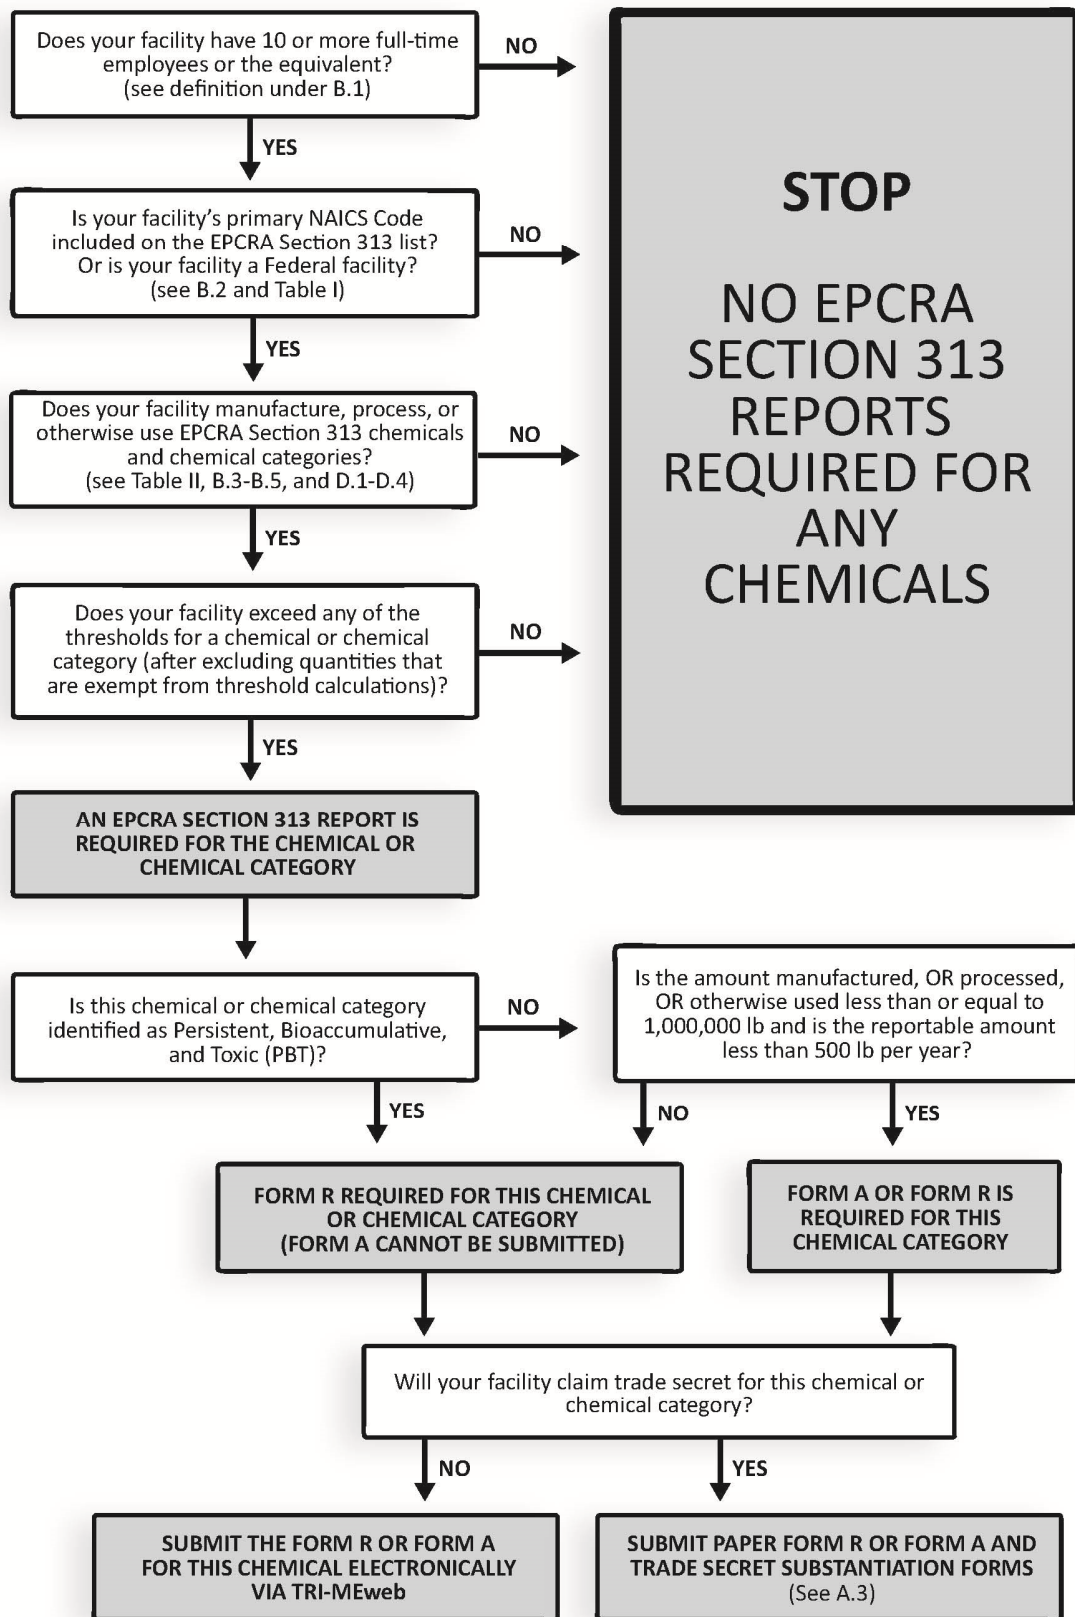 Does your facility have 10 or more full-time
employees or the equivalent?
(see definition under B.1)
NO
YES
Is your facility's primary NAICS Code
included on the EPCRA Section 313 list?
Or is your facility a Federal facility?
(see B.2 and Table I)
NO
YES
Does your facility manufacture, process, or
otherwise use EPCRA Section 313 chemicals
and chemical categories?
(see Table II, B.3-B.5, and D.1-D.4)
NO
YES
Does your facility exceed any of the
thresholds for a chemical or chemical
category (after excluding quantities that
are exempt from threshold calculations)?
NO
YES
STOP
NO EPCRA
SECTION 313
REPORTS
REQUIRED FOR
ANY
CHEMICALS
AN EPCRA SECTION 313 REPORT IS
REQUIRED FOR THE CHEMICAL OR
CHEMICAL CATEGORY
Is this chemical or chemical category
identified as Persistent, Bioaccumulative,
and Toxic (PBT)?
NO
YES
Is the amount manufactured, OR processed,
OR otherwise used less than or equal to
1,000,000 lb and is the reportable amount
less than 500 lb per year?
NO
YES
FORM R REQUIRED FOR THIS CHEMICAL
OR CHEMICAL CATEGORY
(FORM A CANNOT BE SUBMITTED)
FORM A OR FORM R IS
REQUIRED FOR THIS
CHEMICAL CATEGORY
Will your facility claim trade secret for this chemical or
chemical category?
NO
YES
SUBMIT THE FORM R OR FORM A
FOR THIS CHEMICAL ELECTRONICALLY
VIA TRI-MEweb
SUBMIT PAPER FORM R OR FORM A AND
TRADE SECRET SUBSTANTIATION FORMS
(See A.3)